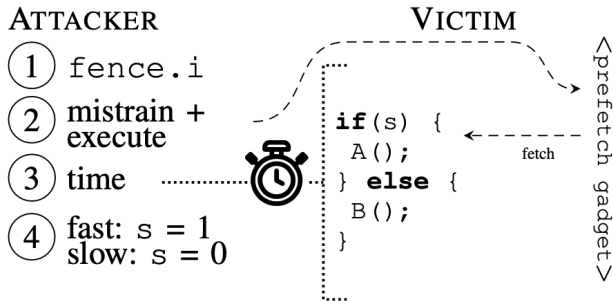 ATTACKER
1 fence.i
2 mistrain +
execute
3 time
4 fast: s = 1
slow: s = 0
VICTIM
if(s) {
A();
} else {
B();
}
fetch
<prefetch gadget>